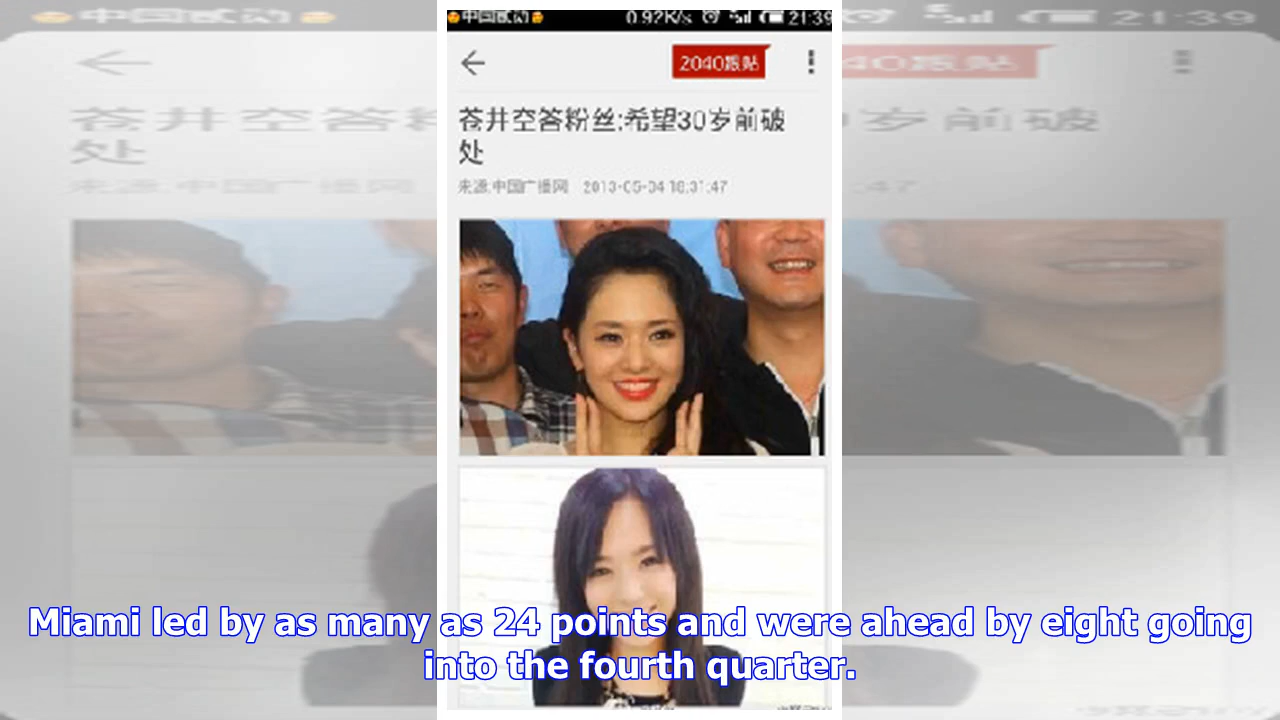 中国移动 0.92K/s 21:39
2040跟贴
苍井空答粉丝:希望30岁前破
处
来源:中国广播网 2013-05-04 18:31:47
Miami led by as many as 24 points and were ahead by eight going
into the fourth quarter.